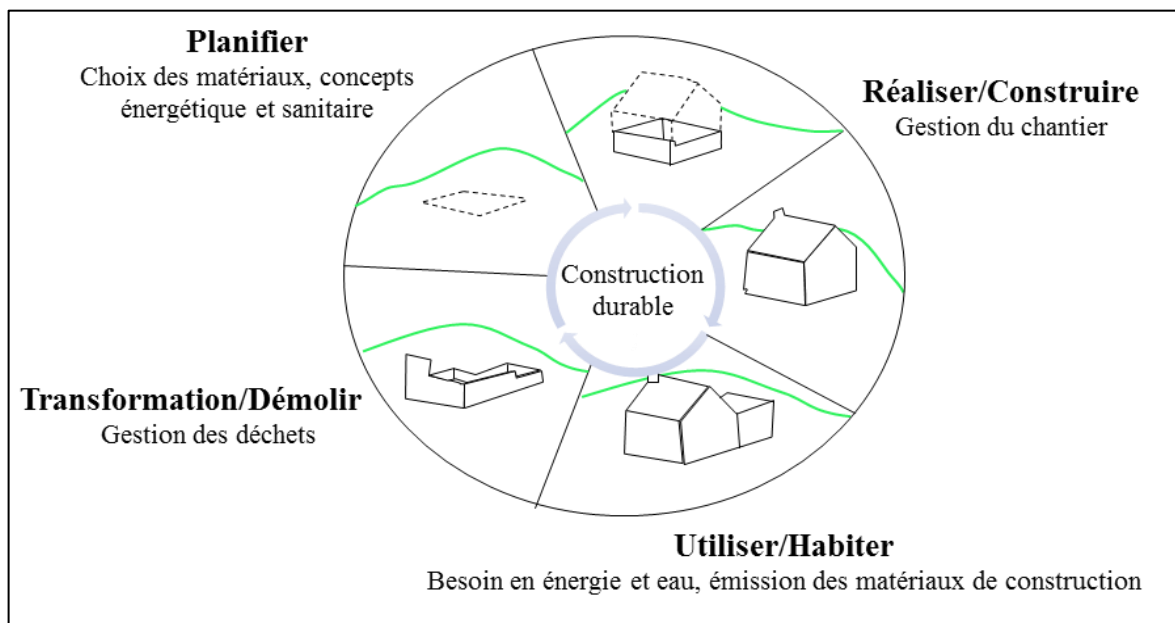 Planifier
Choix des matériaux, concepts
énergétique et sanitaire
Réaliser/Construire
Gestion du chantier
Construction
durable
Transformation/Démolir
Gestion des déchets
Utiliser/Habiter
Besoin en énergie et eau, émission des matériaux de construction